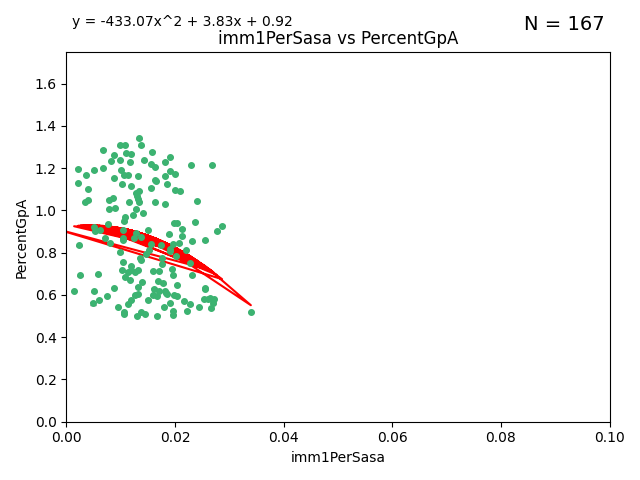 y = -433.07x^2 + 3.83x + 0.92
N = 167
imm1PerSasa vs PercentGpA
PercentGpA
1.6
1.4
1.2
1.0
0.8
0.6
0.4
0.2
0.0
0.00 0.02 0.04 0.06 0.08 0.10
imm1PerSasa